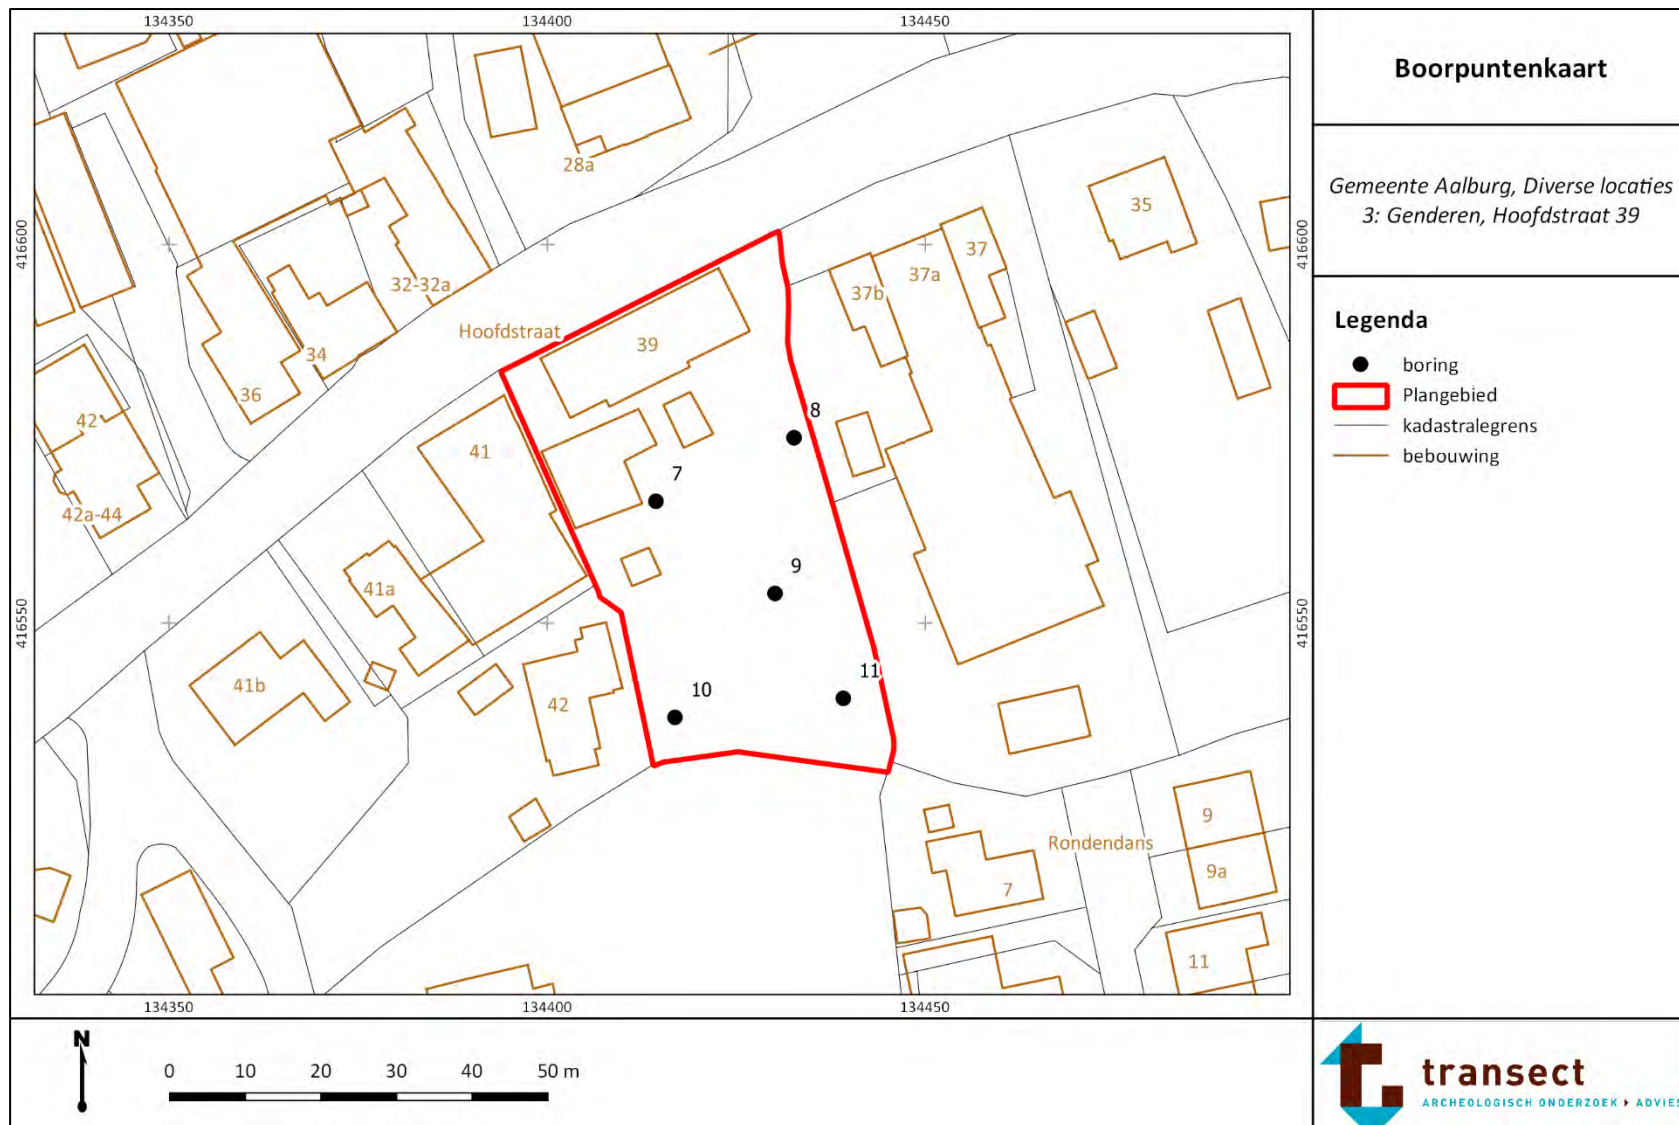 134350 134400 134450
Boorpuntenkaart
Gemeente Aalburg, Diverse locaties
3: Genderen, Hoofdstraat 39
Legenda
boring
Plangebied
kadastralegrens
bebouwing
416600
416600
416550
416550
28a
35
37
37a
37b
32-32a
Hoofdstraat
39
34
36
42
8
41
7
42a-44
9
41a
11
41b
10
42
9
Rondendans
9a
7
11
134350 134400 134450
N
0 10 20 30 40 50 m
transect
ARCHEOLOGISCH ONDERZOEK ADVIES